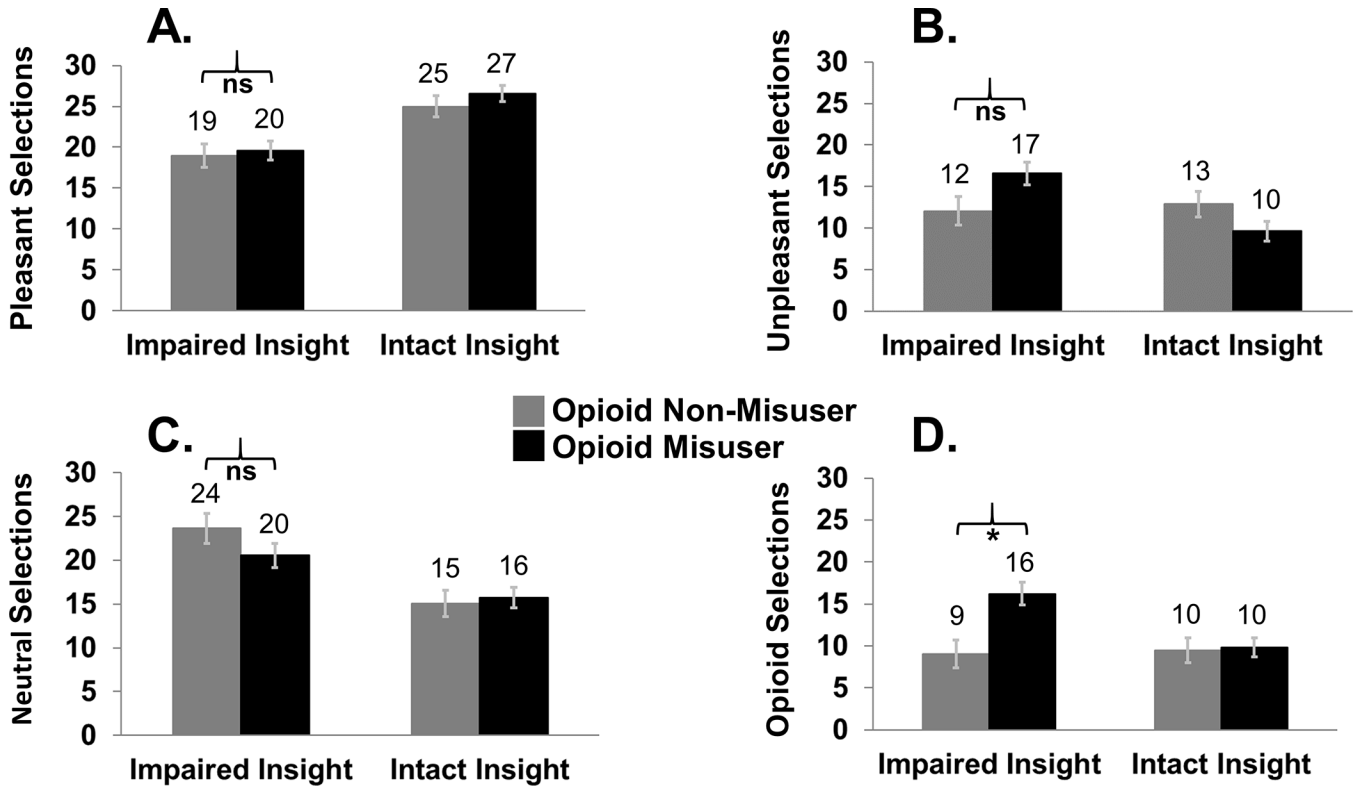 A.
Pleasant Selections
30
25
20
15
10
5
0
ns
19
20
25
27
Impaired Insight
Intact Insight
B.
Unpleasant Selections
30
25
20
15
10
5
0
ns
12
17
13
10
Impaired Insight
Intact Insight
Opioid Non-Misuser
Opioid Misuser
C.
Neutral Selections
30
25
20
15
10
5
0
ns
24
20
15
16
Impaired Insight
Intact Insight
D.
Opioid Selections
30
25
20
15
10
5
0
*
9
16
10
10
Impaired Insight
Intact Insight